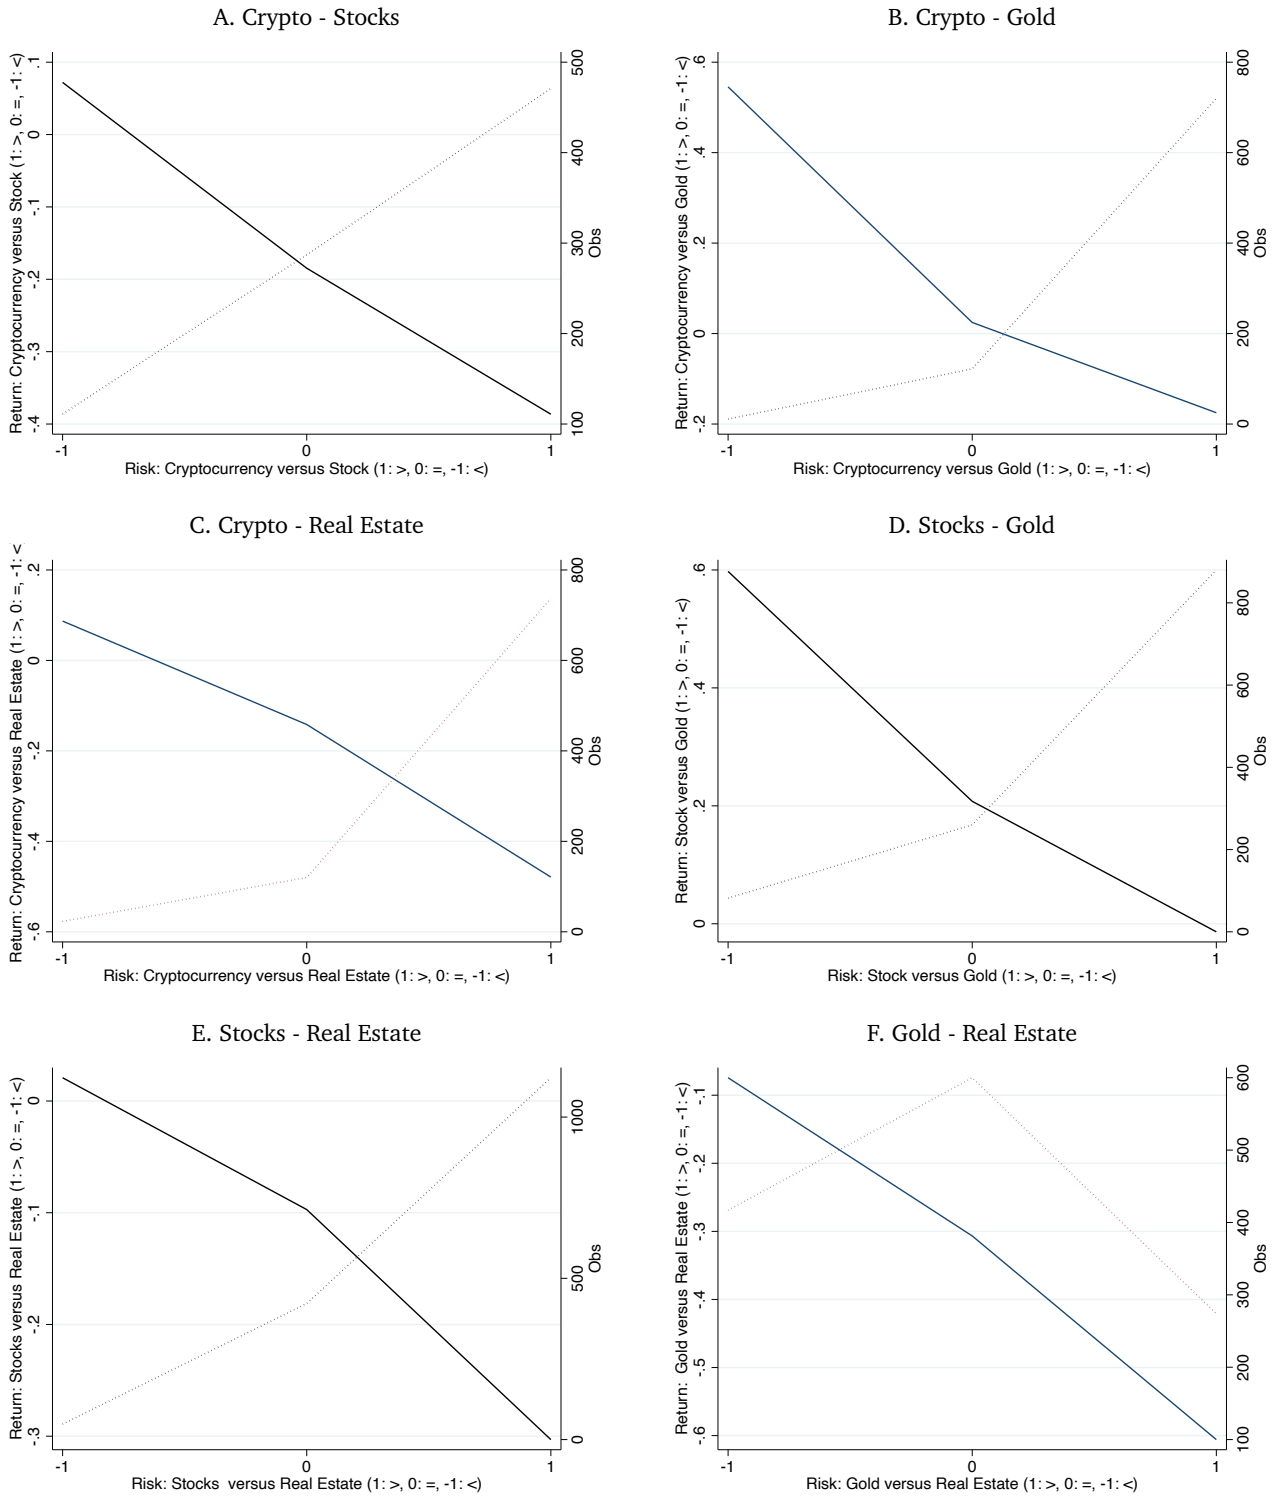 A. Crypto - Stocks
Return: Cryptocurrency versus Stock (1: >, 0: =, -1: <)
.1
0
-.1
-.2
-.3
-.4
500
400
300
200
100
Obs
-1 0 1
Risk: Cryptocurrency versus Stock (1: >, 0: =, -1: <)
B. Crypto - Gold
Return: Cryptocurrency versus Gold (1: >, 0: =, -1: <)
.6
.4
.2
0
-.2
800
600
400
200
0
Obs
-1 0 1
Risk: Cryptocurrency versus Gold (1: >, 0: =, -1: <)
C. Crypto - Real Estate
Return: Cryptocurrency versus Real Estate (1: >, 0: =, -1: <
.2
0
-.2
-.4
-.6
800
600
400
200
0
Obs
-1 0 1
Risk: Cryptocurrency versus Real Estate (1: >, 0: =, -1: <)
D. Stocks - Gold
Return: Stock versus Gold (1: >, 0: =, -1: <)
.6
.4
.2
0
800
600
400
200
0
Obs
-1 0 1
Risk: Stock versus Gold (1: >, 0: =, -1: <)
E. Stocks - Real Estate
Return: Stocks versus Real Estate (1: >, 0: =, -1: <)
0
-.1
-.2
-.3
1000
500
0
Obs
-1 0 1
Risk: Stocks  versus Real Estate (1: >, 0: =, -1: <)
F. Gold - Real Estate
Return:  Gold versus Real Estate (1: >, 0: =, -1: <)
-.1
-.2
-.3
-.4
-.5
-.6
600
500
400
300
200
100
Obs
-1 0 1
Risk: Gold versus Real Estate (1: >, 0: =, -1: <)